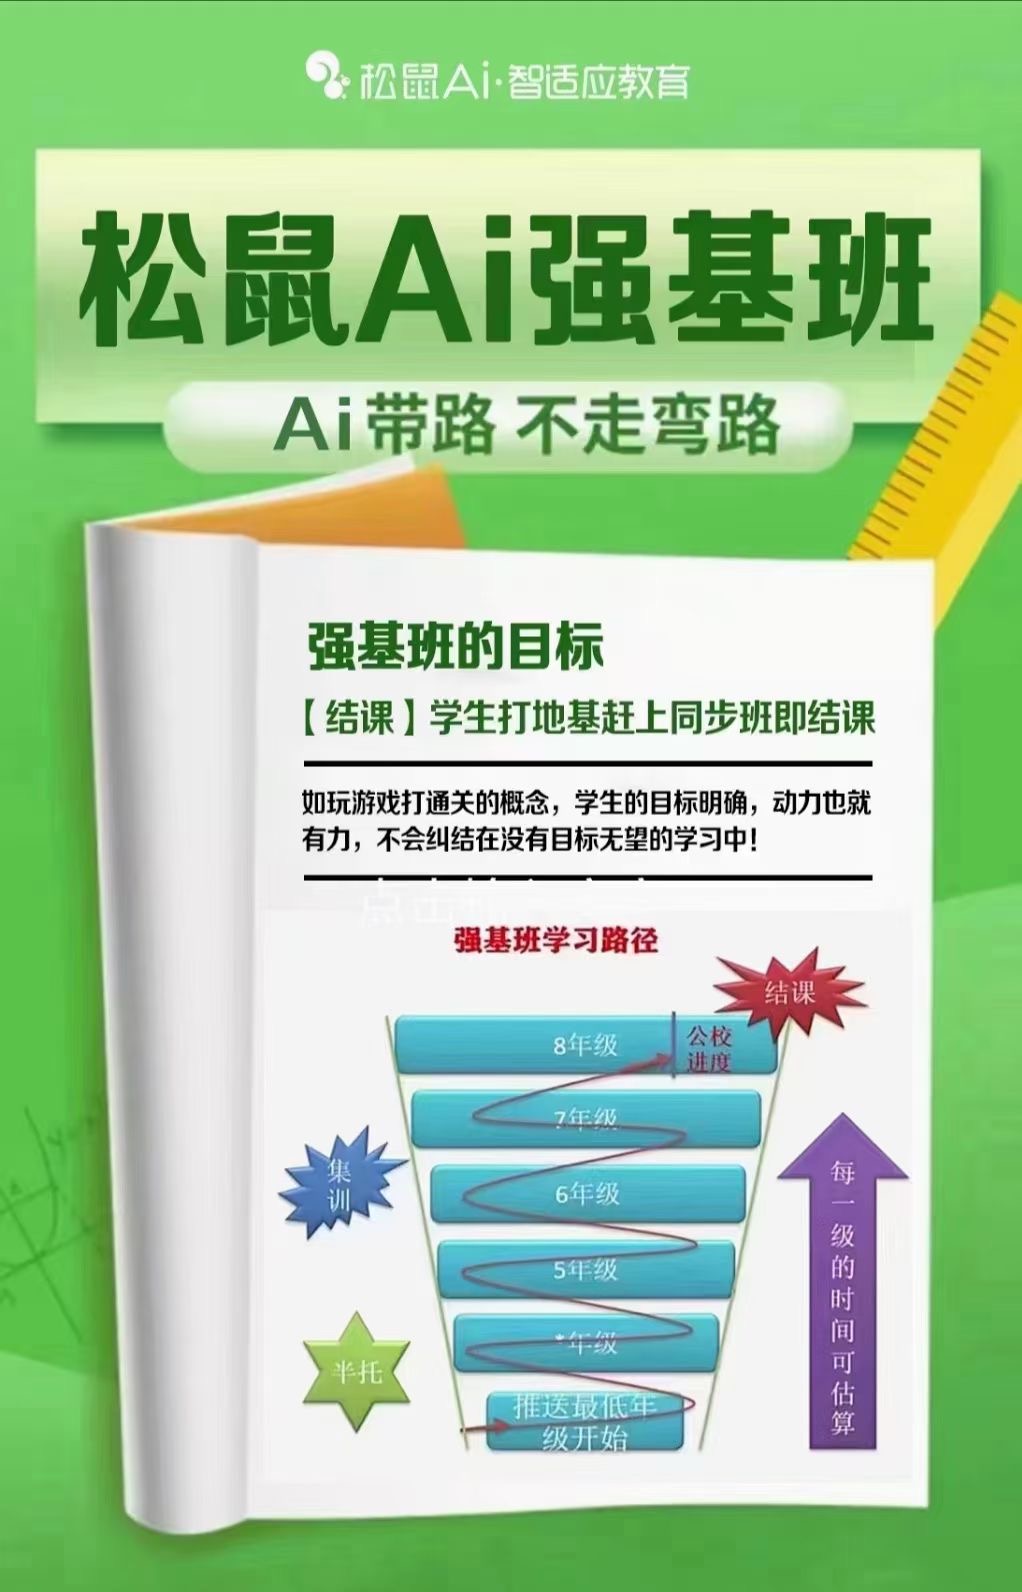 松鼠Ai·智适应教育
松鼠Ai强基班
Ai带路 不走弯路
强基班的目标
【结课】学生打地基赶上同步班即结课
如玩游戏打通关的概念，学生的目标明确，动力也就
有力，不会纠结在没有目标无望的学习中！
强基班学习路径
结课
8年级
公校
进度
7年级
集
训
6年级
5年级
*年级
半托
推送最低年
级开始
每一级的时间可估算